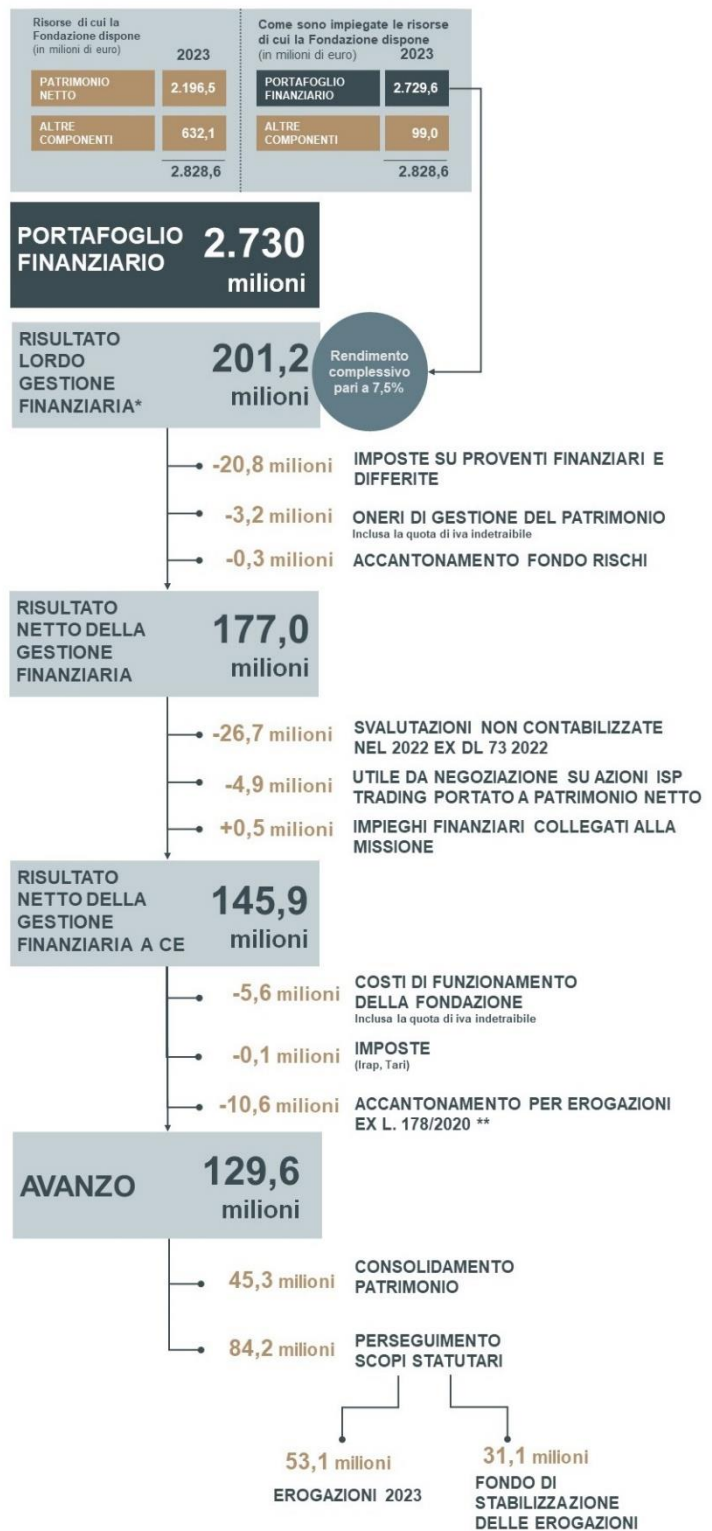 Risorse di cui la
Fondazione dispone
(in milioni di euro)
2023
PATRIMONIO
NETTO
2.196,5
ALTRE
COMPONENTI
632,1
2.828,6
Come sono impiegate le risorse
di cui la Fondazione dispone
(in milioni di euro)
2023
PORTAFOGLIO
FINANZIARIO
2.729,6
ALTRE
COMPONENTI
99,0
2.828,6
PORTAFOGLIO
FINANZIARIO
2.730
milioni
RISULTATO
LORDO
GESTIONE
FINANZIARIA*
201,2
milioni
Rendimento
complessivo
pari a 7,5%
-20,8 milioni
IMPOSTE SU PROVENTI FINANZIARI E
DIFFERITE
-3,2 milioni
ONERI DI GESTIONE DEL PATRIMONIO
Inclusa la quota di iva indetraibile
-0,3 milioni
ACCANTONAMENTO FONDO RISCHI
RISULTATO
NETTO DELLA
GESTIONE
FINANZIARIA
177,0
milioni
-26,7 milioni
SVALUTAZIONI NON CONTABILIZZATE
NEL 2022 EX DL 73 2022
-4,9 milioni
UTILE DA NEGOZIAZIONE SU AZIONI ISP
TRADING PORTATO A PATRIMONIO NETTO
+0,5 milioni
IMPIEGHI FINANZIARI COLLEGATI ALLA
MISSIONE
RISULTATO
NETTO DELLA
GESTIONE
FINANZIARIA A CE
145,9
milioni
-5,6 milioni
COSTI DI FUNZIONAMENTO
DELLA FONDAZIONE
Inclusa la quota di iva indetraibile
-0,1 milioni
IMPOSTE
(Irap, Tari)
-10,6 milioni
ACCANTONAMENTO PER EROGAZIONI
EX L. 178/2020 **
AVANZO
129,6
milioni
45,3 milioni
CONSOLIDAMENTO
PATRIMONIO
84,2 milioni
PERSEGUIMENTO
SCOPI STATUTARI
53,1 milioni
EROGAZIONI 2023
31,1 milioni
FONDO DI
STABILIZZAZIONE
DELLE EROGAZIONI